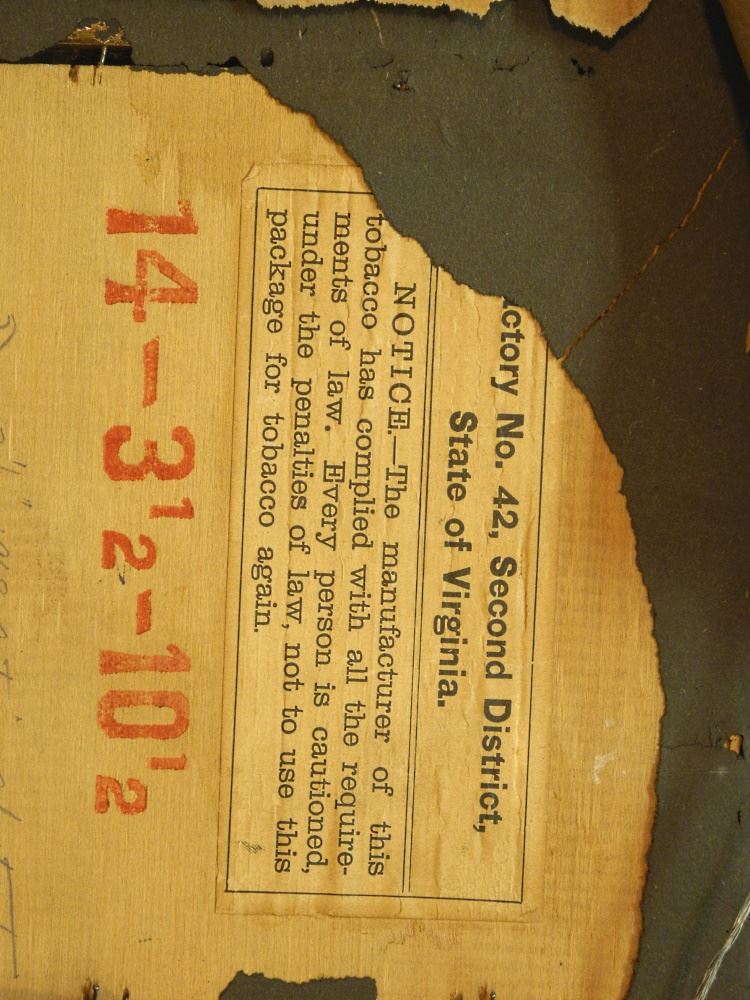 ctory No. 42, Second District,
State of Virginia.
NOTICE.—The manufacturer of this
tobacco has complied with all the require-
ments of law. Every person is cautioned,
under the penalties of law, not to use this
package for tobacco again.
14-3½-10½